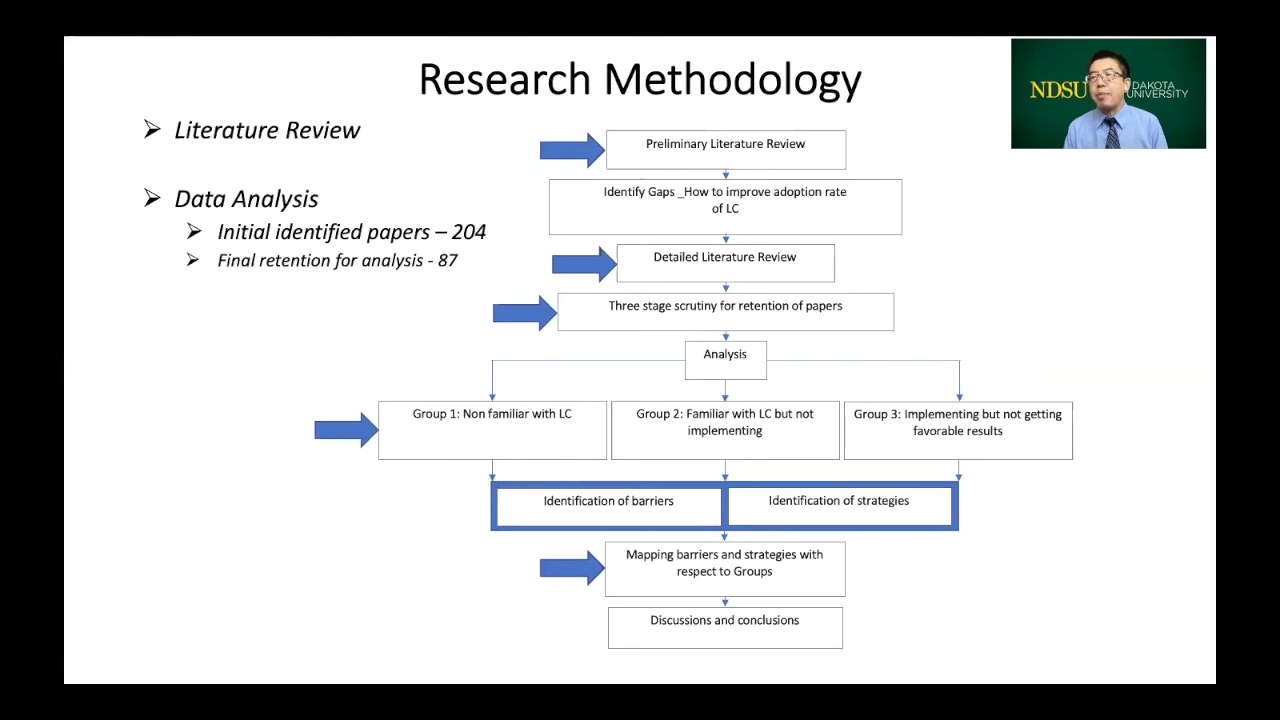 Research Methodology
NDSU
DAKOTA
UNIVERSITY
Literature Review
Data Analysis
Initial identified papers – 204
Final retention for analysis - 87
Preliminary Literature Review
Identify Gaps _How to improve adoption rate
of LC
Detailed Literature Review
Three stage scrutiny for retention of papers
Analysis
Group 1: Non familiar with LC
Group 2: Familiar with LC but not
implementing
Group 3: Implementing but not getting
favorable results
Identification of barriers
Identification of strategies
Mapping barriers and strategies with
respect to Groups
Discussions and conclusions